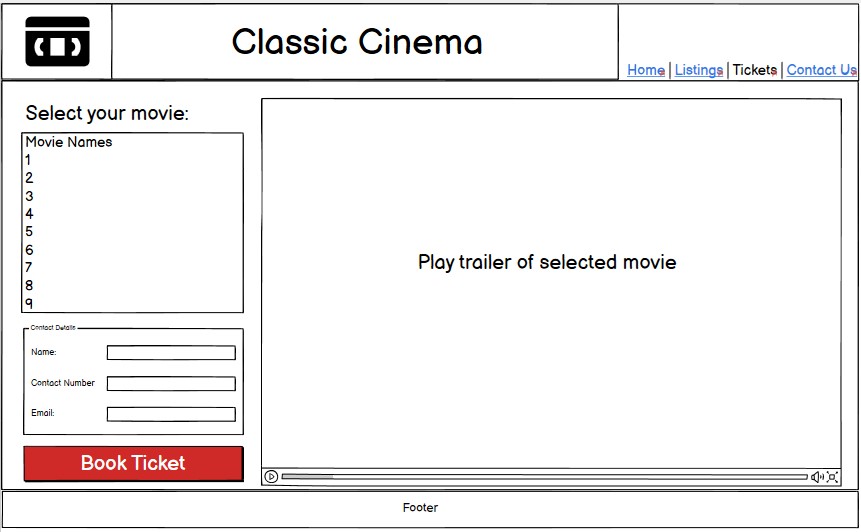 Classic Cinema
Home | Listings | Tickets | Contact Us
Select your movie:
Movie Names
1
2
3
4
5
6
7
8
9
Play trailer of selected movie
Contact Details
Name:
Contact Number
Email:
Book Ticket
Footer